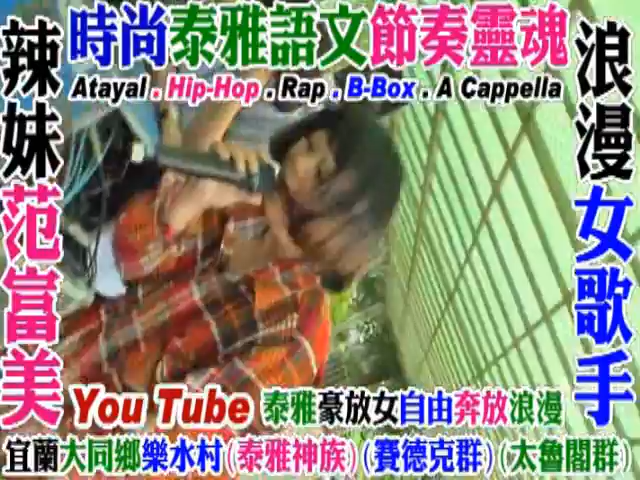 時尚泰雅語文節奏靈魂
Atayal . Hip-Hop . Rap . B-Box . A Cappella
辣妹范富美
浪漫女歌手
You Tube 泰雅豪放女自由奔放浪漫
宜蘭大同鄉樂水村(泰雅神族)(賽德克群)(太魯閣群)